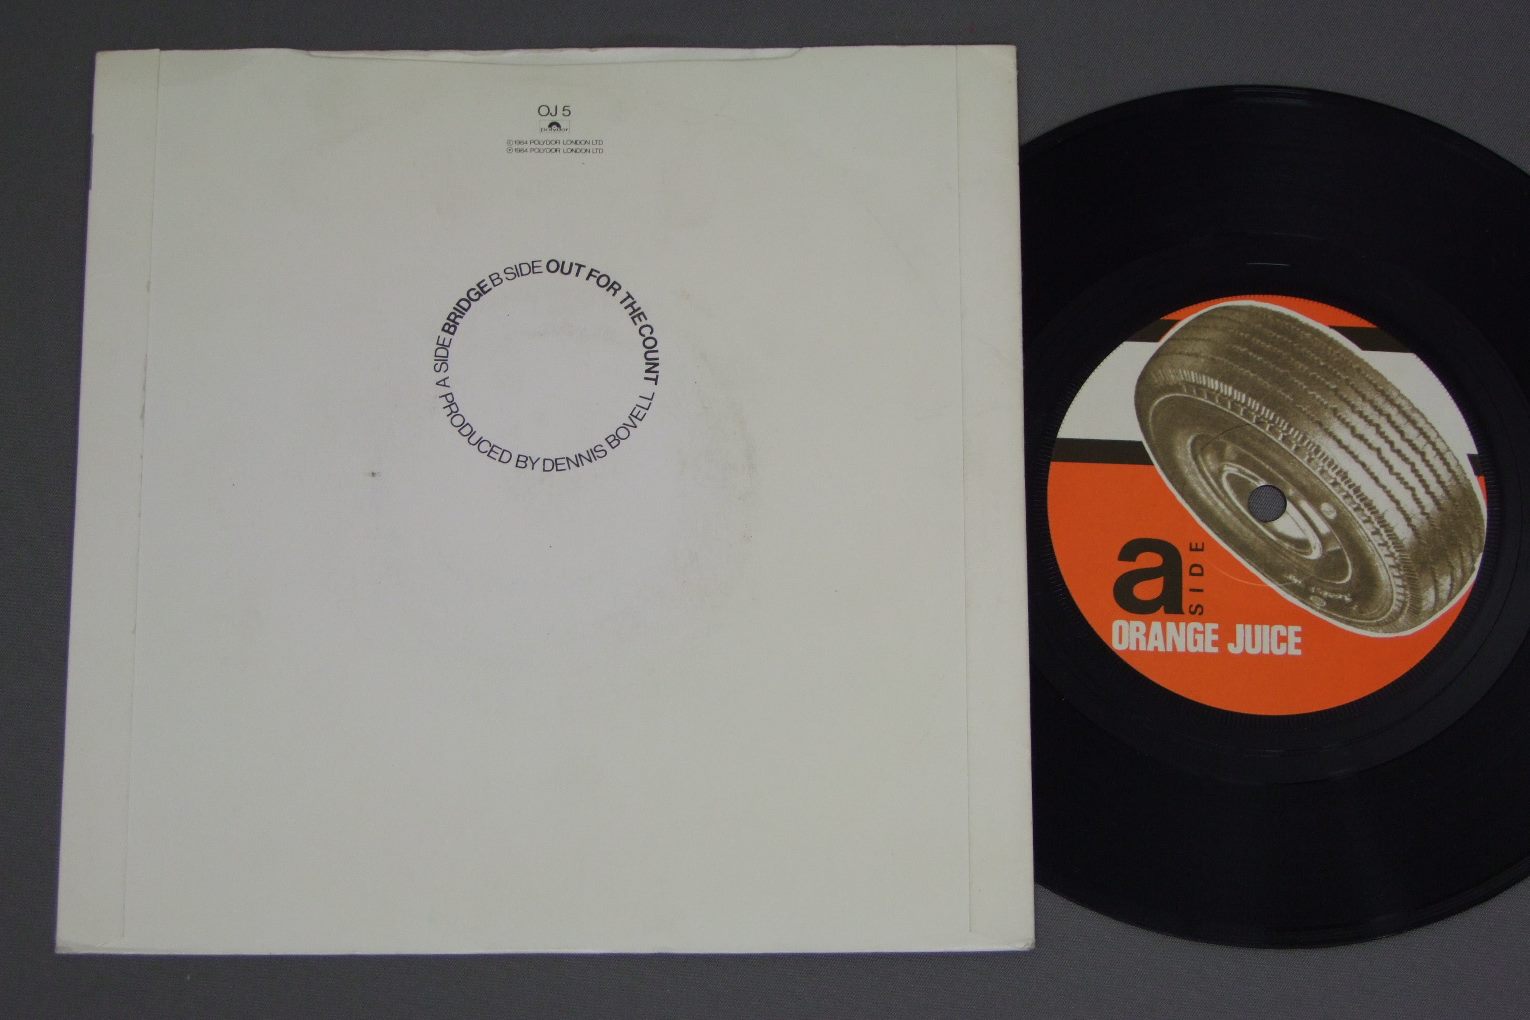 OJ 5
polydor
Ⓒ 1984 POLYDOR LONDON LTD
Ⓟ 1984 POLYDOR LONDON LTD
A SIDE BRIDGE B SIDE OUT FOR THE COUNT
PRODUCED BY DENNIS BOVELL
a SIDE
ORANGE JUICE